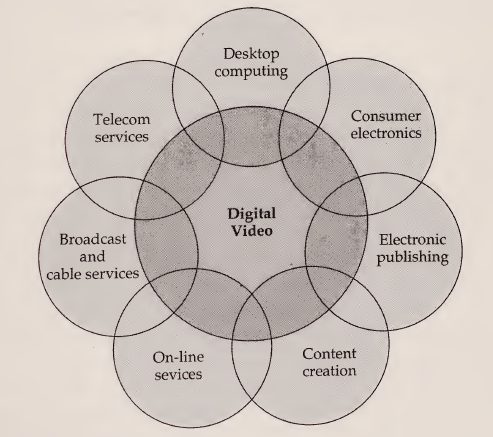 Desktop
computing
Telecom
services
Consumer
electronics
Digital
Video
Broadcast
and
cable services
Electronic
publishing
On-line
sevices
Content
creation